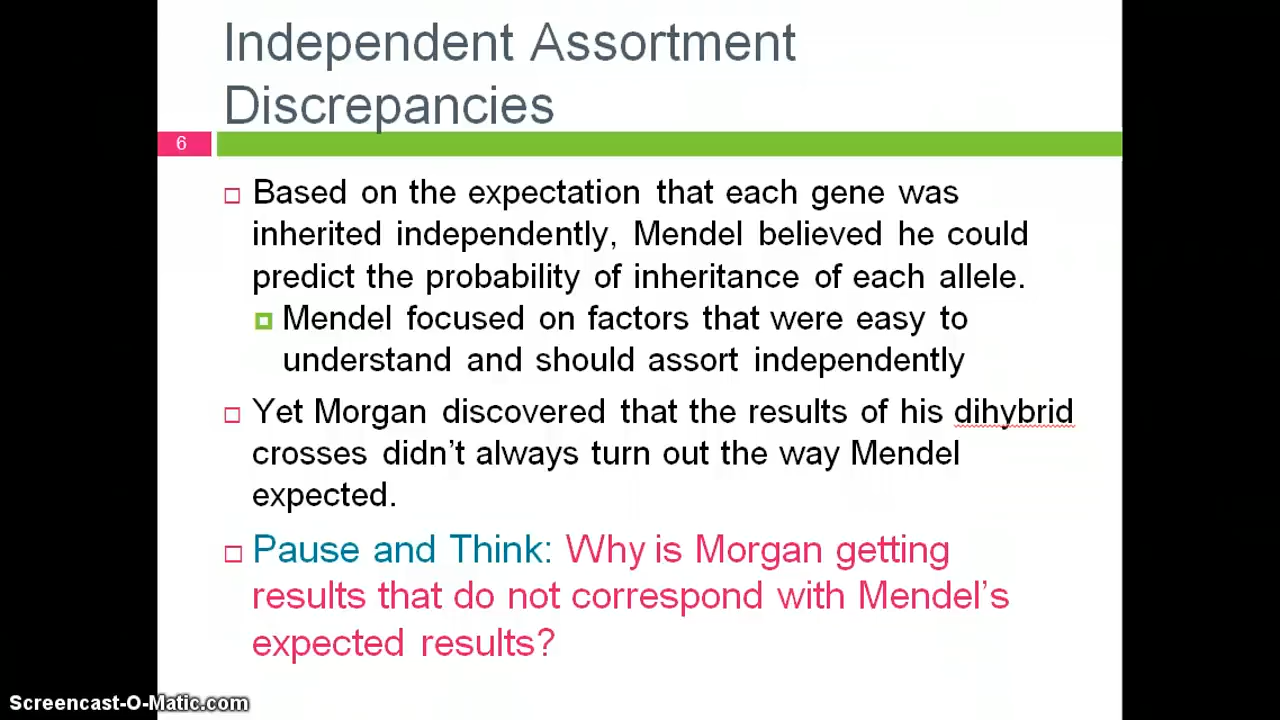 Independent Assortment
Discrepancies
6
Based on the expectation that each gene was
inherited independently, Mendel believed he could
predict the probability of inheritance of each allele.
Mendel focused on factors that were easy to
understand and should assort independently
Yet Morgan discovered that the results of his dihybrid
crosses didn’t always turn out the way Mendel
expected.
Pause and Think: Why is Morgan getting
results that do not correspond with Mendel’s
expected results?
Screencast-O-Matic.com